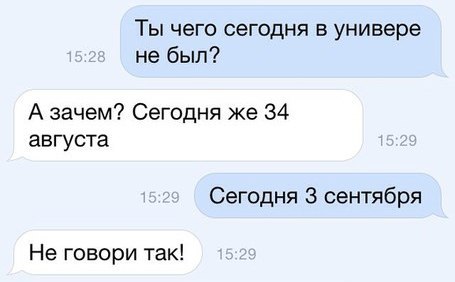 Ты чего сегодня в универе
15:28 не был?
А зачем? Сегодня же 34
августа 15:29
15:29 Сегодня 3 сентября
Не говори так! 15:29